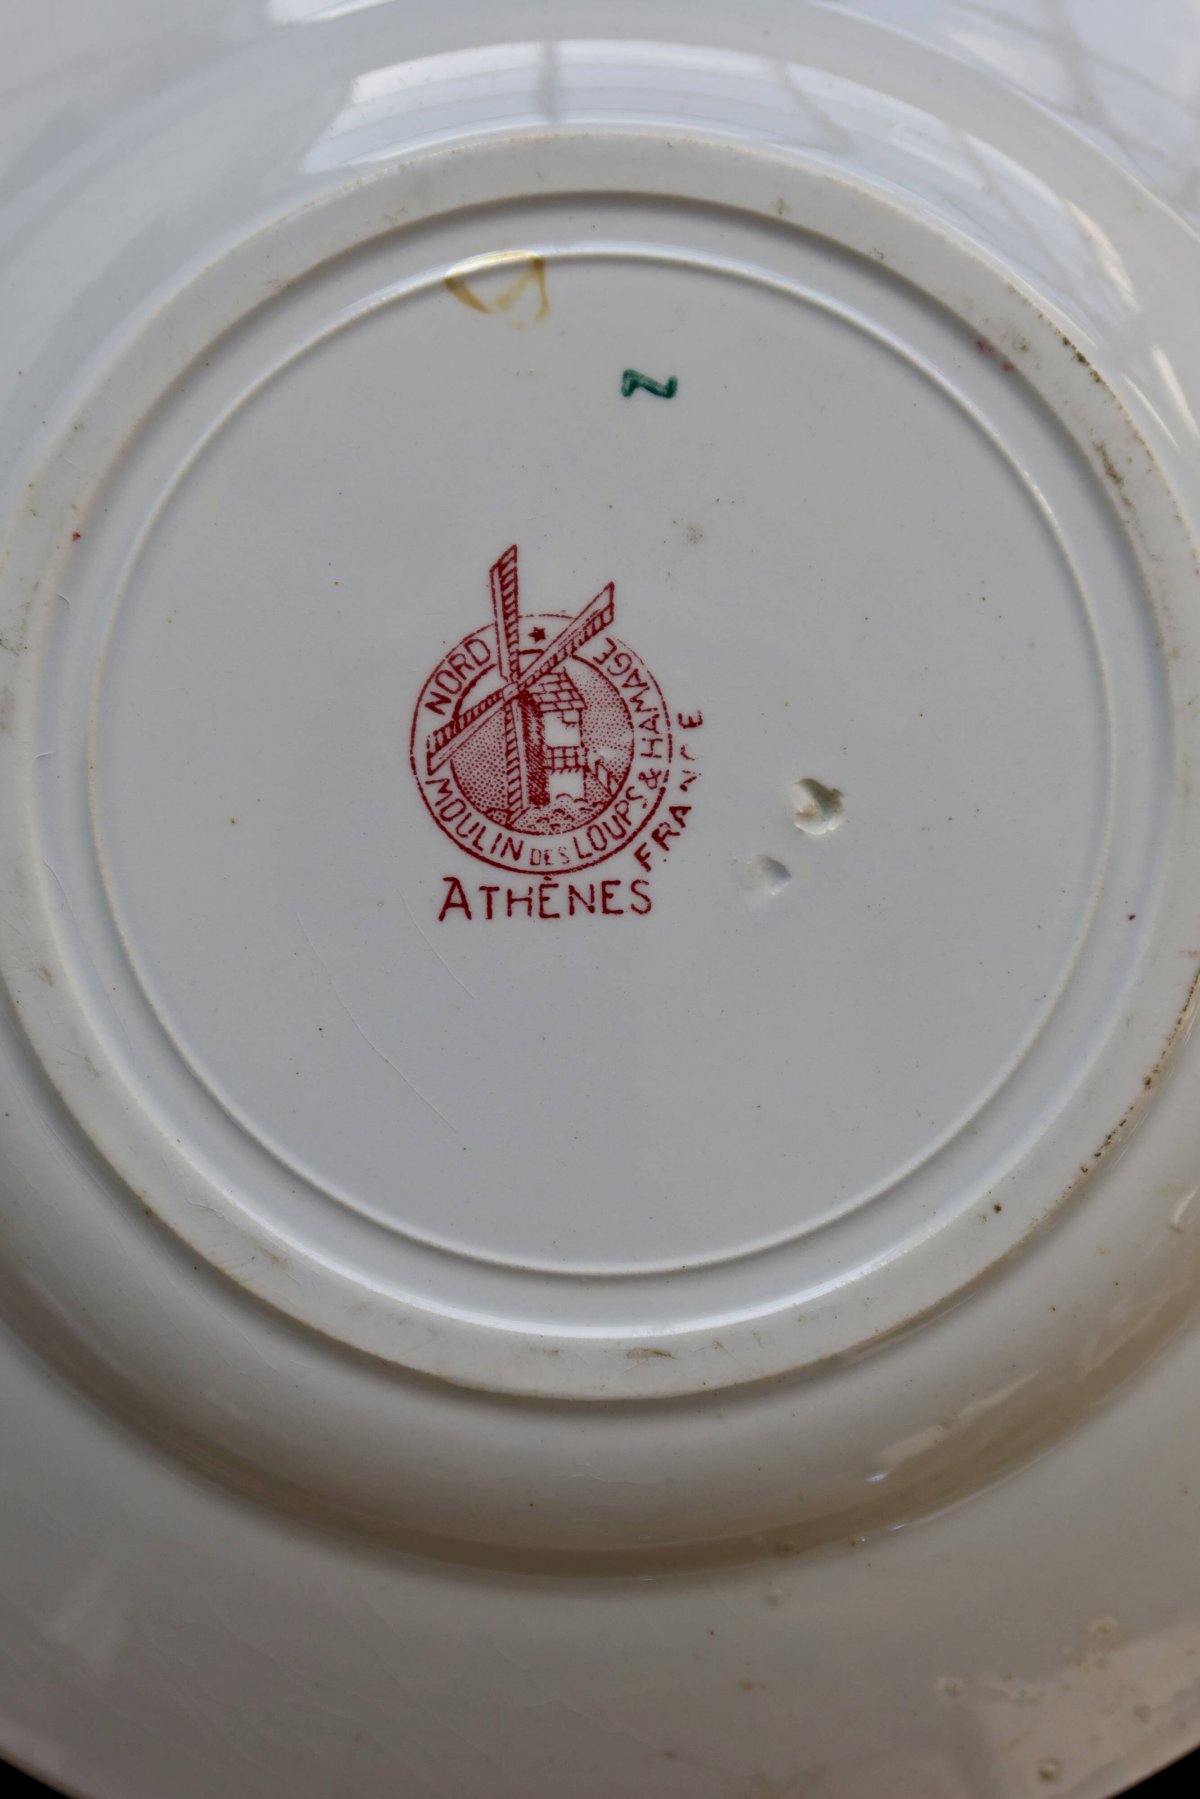 NORD
MOULIN DES LOUPS & HAMAGE
FRANCE
ATHÈNES